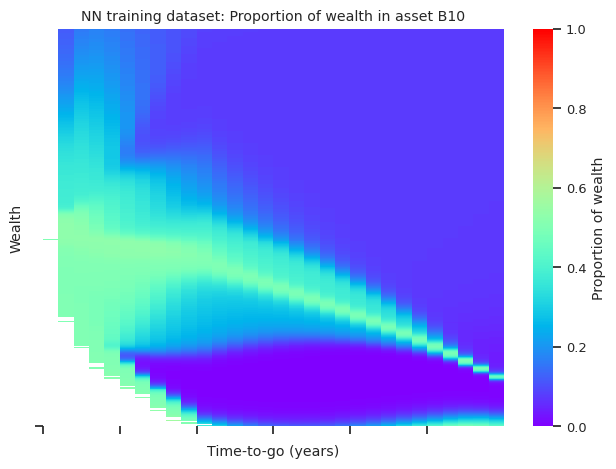 NN training dataset: Proportion of wealth in asset B10
Wealth
Time-to-go (years)
1.0
0.8
0.6
0.4
0.2
0.0
Proportion of wealth